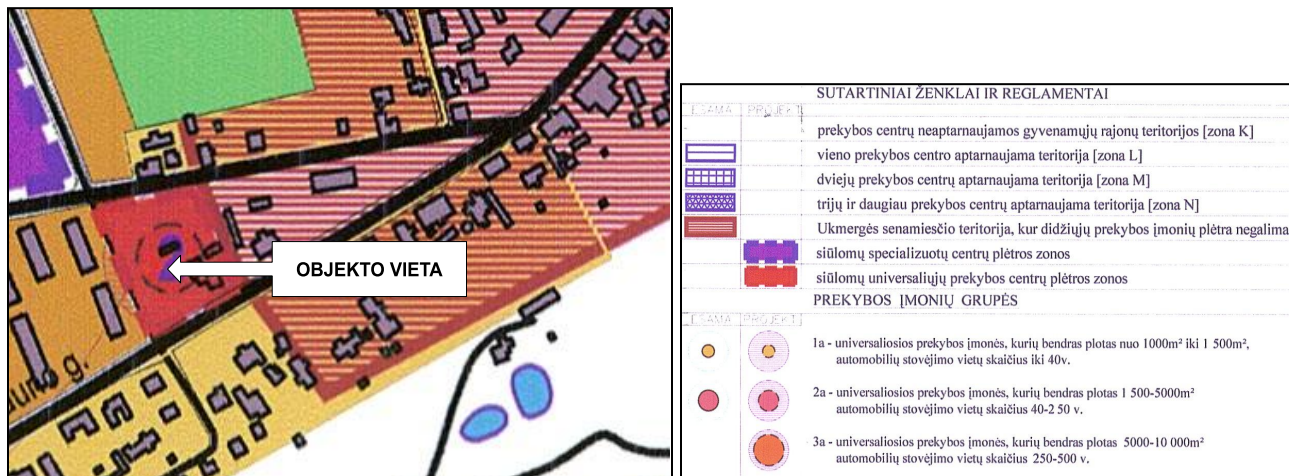 OBJEKTO VIETA
SUTARTINIAI ŽENKLAI IR REGLAMENTAI
ESAMA PROJEKT.
prekybos centrų neaptarnaujamos gyvenamųjų rajonų teritorijos [zona K]
vieno prekybos centro aptarnaujama teritorija [zona L]
dviejų prekybos centrų aptarnaujama teritorija [zona M]
trijų ir daugiau prekybos centrų aptarnaujama teritorija [zona N]
Ukmergės senamiesčio teritorija, kur didžiųjų prekybos įmonių plėtra negalima
siūlomų specializuotų centrų plėtros zonos
siūlomų universaliųjų prekybos centrų plėtros zonos
PREKYBOS ĮMONIŲ GRUPĖS
ESAMA PROJEKT.
1a - universaliosios prekybos įmonės, kurių bendras plotas nuo 1000m² iki 1 500m²,
automobilių stovėjimo vietų skaičius iki 40v.
2a - universaliosios prekybos įmonės, kurių bendras plotas 1 500-5000m²
automobilių stovėjimo vietų skaičius 40-2 50 v.
3a - universaliosios prekybos įmonės, kurių bendras plotas 5000-10 000m²
automobilių stovėjimo vietų skaičius 250-500 v.